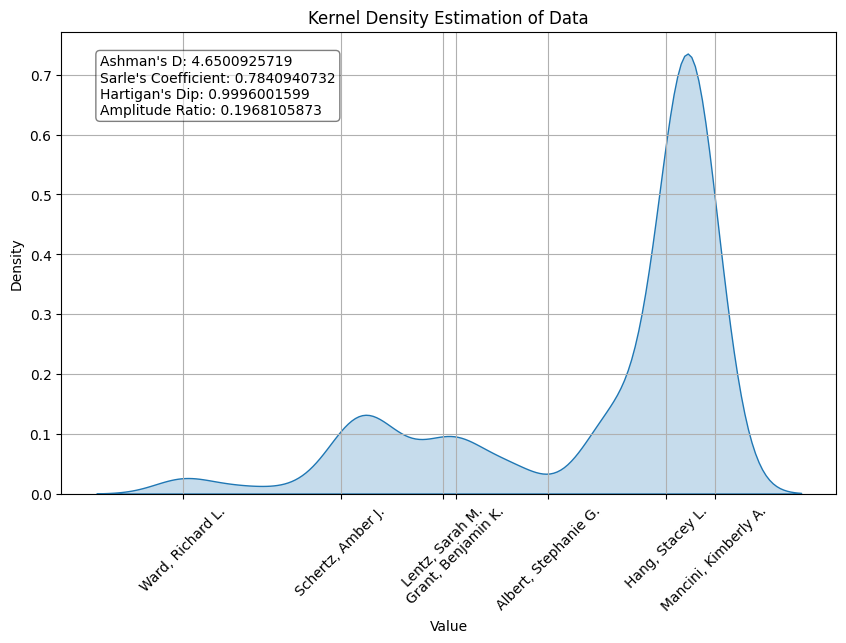 Kernel Density Estimation of Data
Ashman's D: 4.6500925719
Sarle's Coefficient: 0.7840940732
Hartigan's Dip: 0.9996001599
Amplitude Ratio: 0.1968105873
Density
0.7
0.6
0.5
0.4
0.3
0.2
0.1
0.0
Ward, Richard L.
Schertz, Amber J.
Lentz, Sarah M.
Grant, Benjamin K.
Albert, Stephanie G.
Hang, Stacey L.
Mancini, Kimberly A.
Value